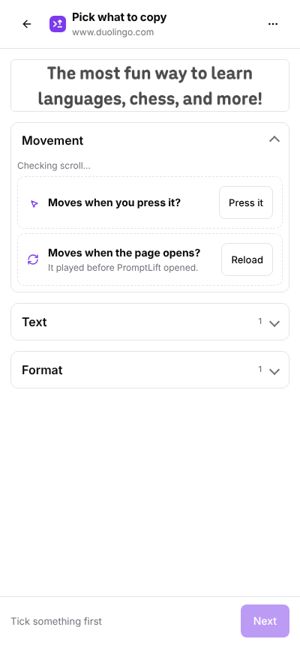 Pick what to copy
www.duolingo.com
The most fun way to learn
languages, chess, and more!
Movement
Checking scroll...
Moves when you press it?
Press it
Moves when the page opens?
It played before PromptLift opened.
Reload
Text
1
Format
1
Tick something first
Next